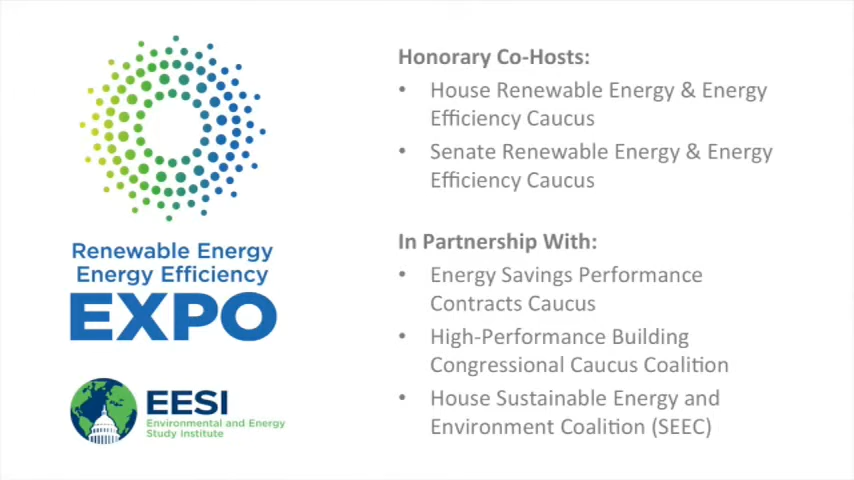 Renewable Energy
Energy Efficiency
EXPO
EESI
Environmental and Energy
Study Institute
Honorary Co-Hosts:
• House Renewable Energy & Energy
Efficiency Caucus
• Senate Renewable Energy & Energy
Efficiency Caucus
In Partnership With:
• Energy Savings Performance
Contracts Caucus
• High-Performance Building
Congressional Caucus Coalition
• House Sustainable Energy and
Environment Coalition (SEEC)